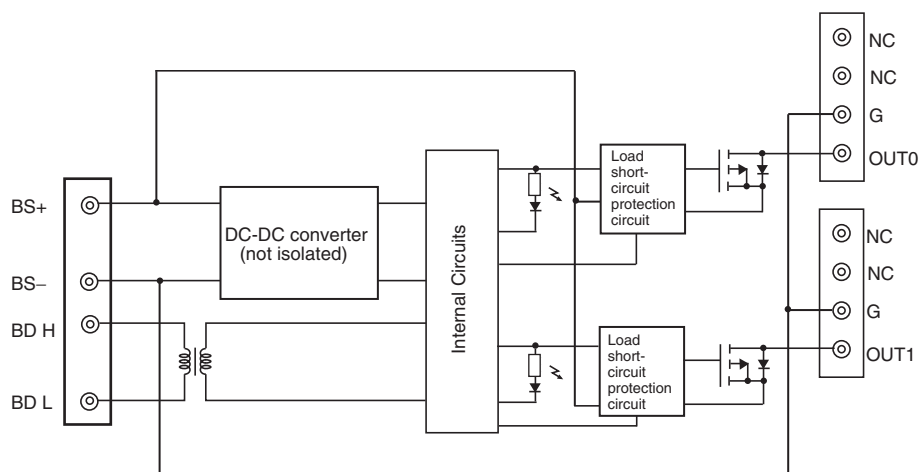 BS+
BS−
BD H
BD L
DC-DC converter
(not isolated)
Internal Circuits
Load
short-
circuit
protection
circuit
Load
short-
circuit
protection
circuit
NC
NC
G
OUT0
NC
NC
G
OUT1